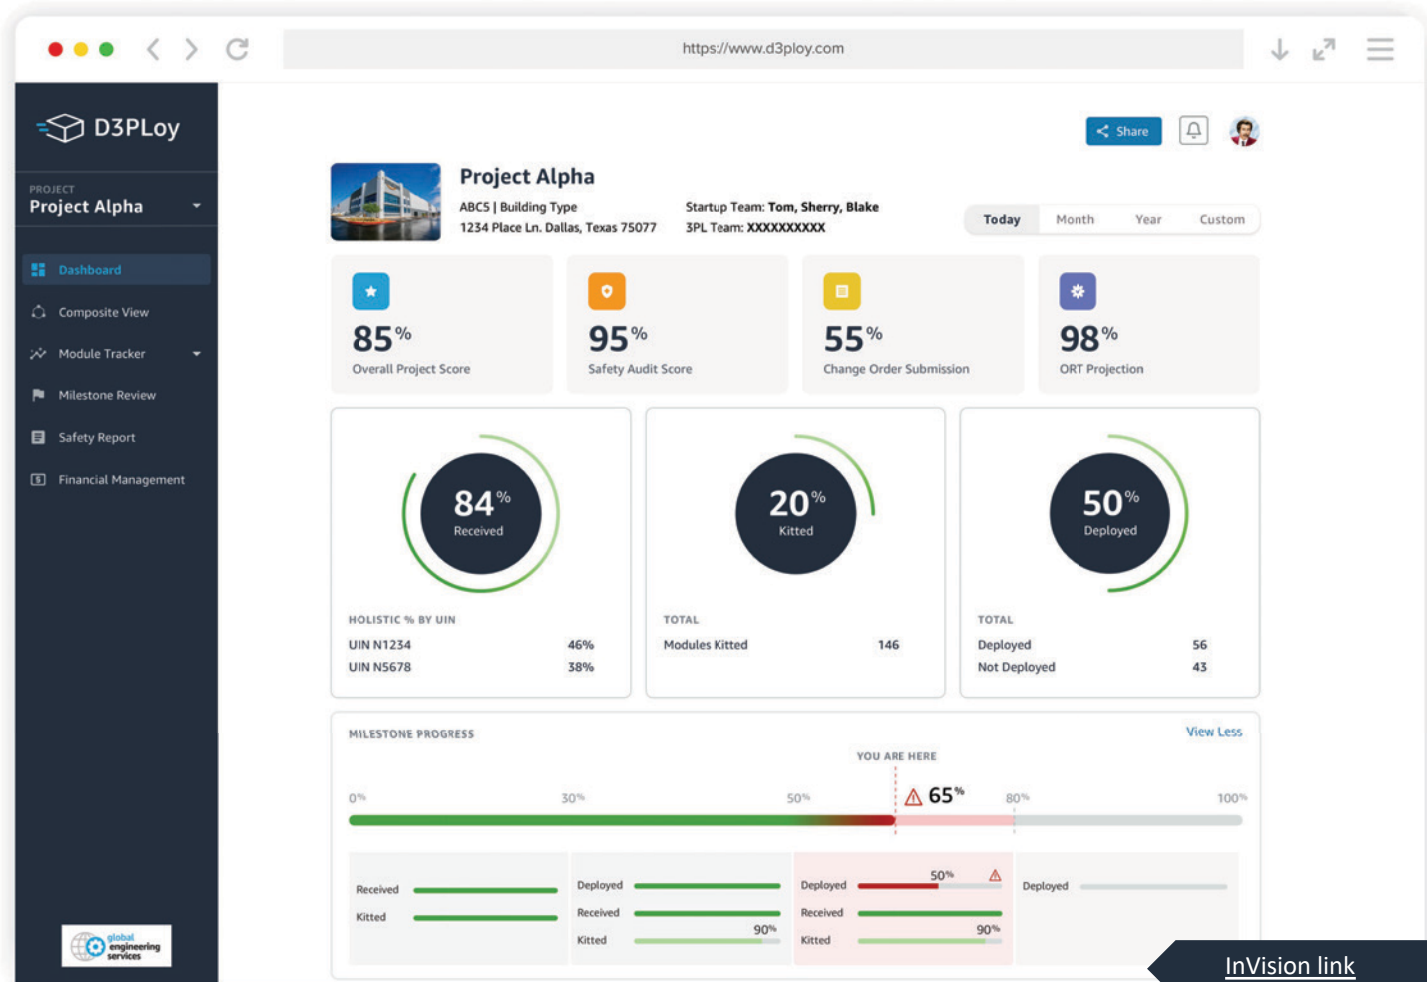 https://www.d3ploy.com
D3PLoy
PROJECT
Project Alpha
Dashboard
Composite View
Module Tracker
Milestone Review
Safety Report
Financial Management
global
engineering
services
Share
Project Alpha
ABC5 | Building Type
1234 Place Ln. Dallas, Texas 75077
Startup Team: Tom, Sherry, Blake
3PL Team: XXXXXXXXXX
Today Month Year Custom
85%
Overall Project Score
95%
Safety Audit Score
55%
Change Order Submission
98%
ORT Projection
84%
Received
HOLISTIC % BY UIN
UIN N1234 46%
UIN N5678 38%
20%
Kitted
TOTAL
Modules Kitted 146
50%
Deployed
TOTAL
Deployed 56
Not Deployed 43
MILESTONE PROGRESS
View Less
YOU ARE HERE
0% 30% 50% 65% 80% 100%
Received
Kitted
Deployed
Received
Kitted 90%
Deployed 50%
Received
Kitted 90%
Deployed
InVision link